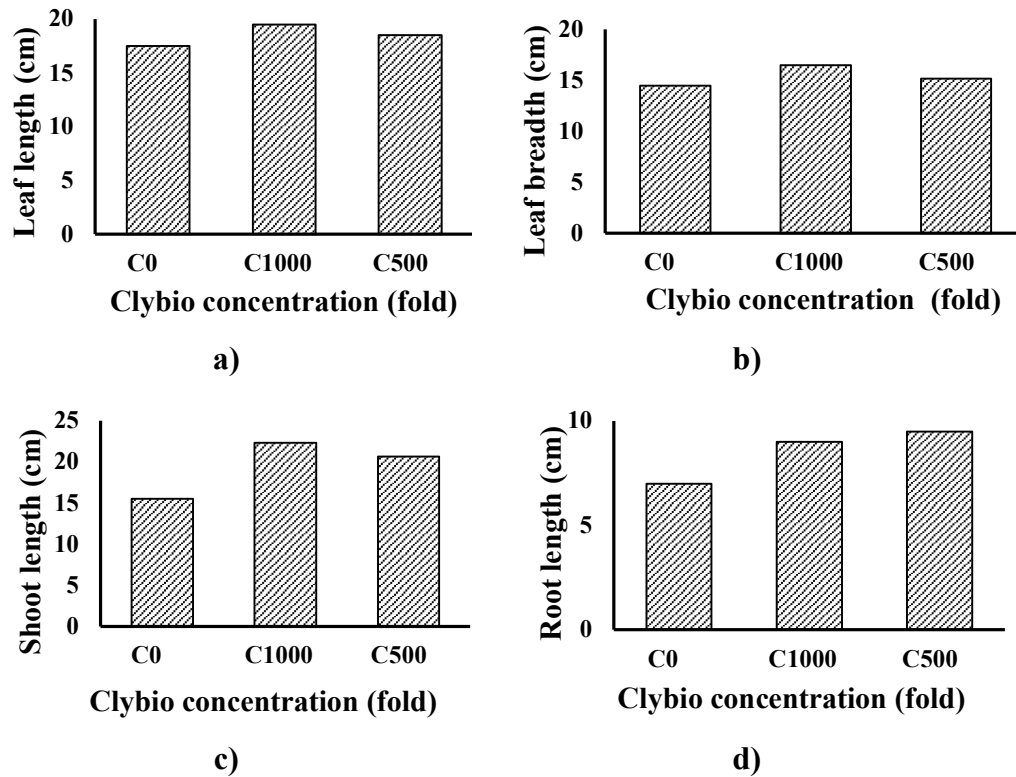 Leaf length (cm)
20
15
10
5
0
C0 C1000 C500
Clybio concentration (fold)
a)
Leaf breadth (cm)
20
15
10
5
0
C0 C1000 C500
Clybio concentration (fold)
b)
Shoot length (cm)
25
20
15
10
5
0
C0 C1000 C500
Clybio concentration (fold)
c)
Root length (cm)
10
5
0
C0 C1000 C500
Clybio concentration (fold)
d)